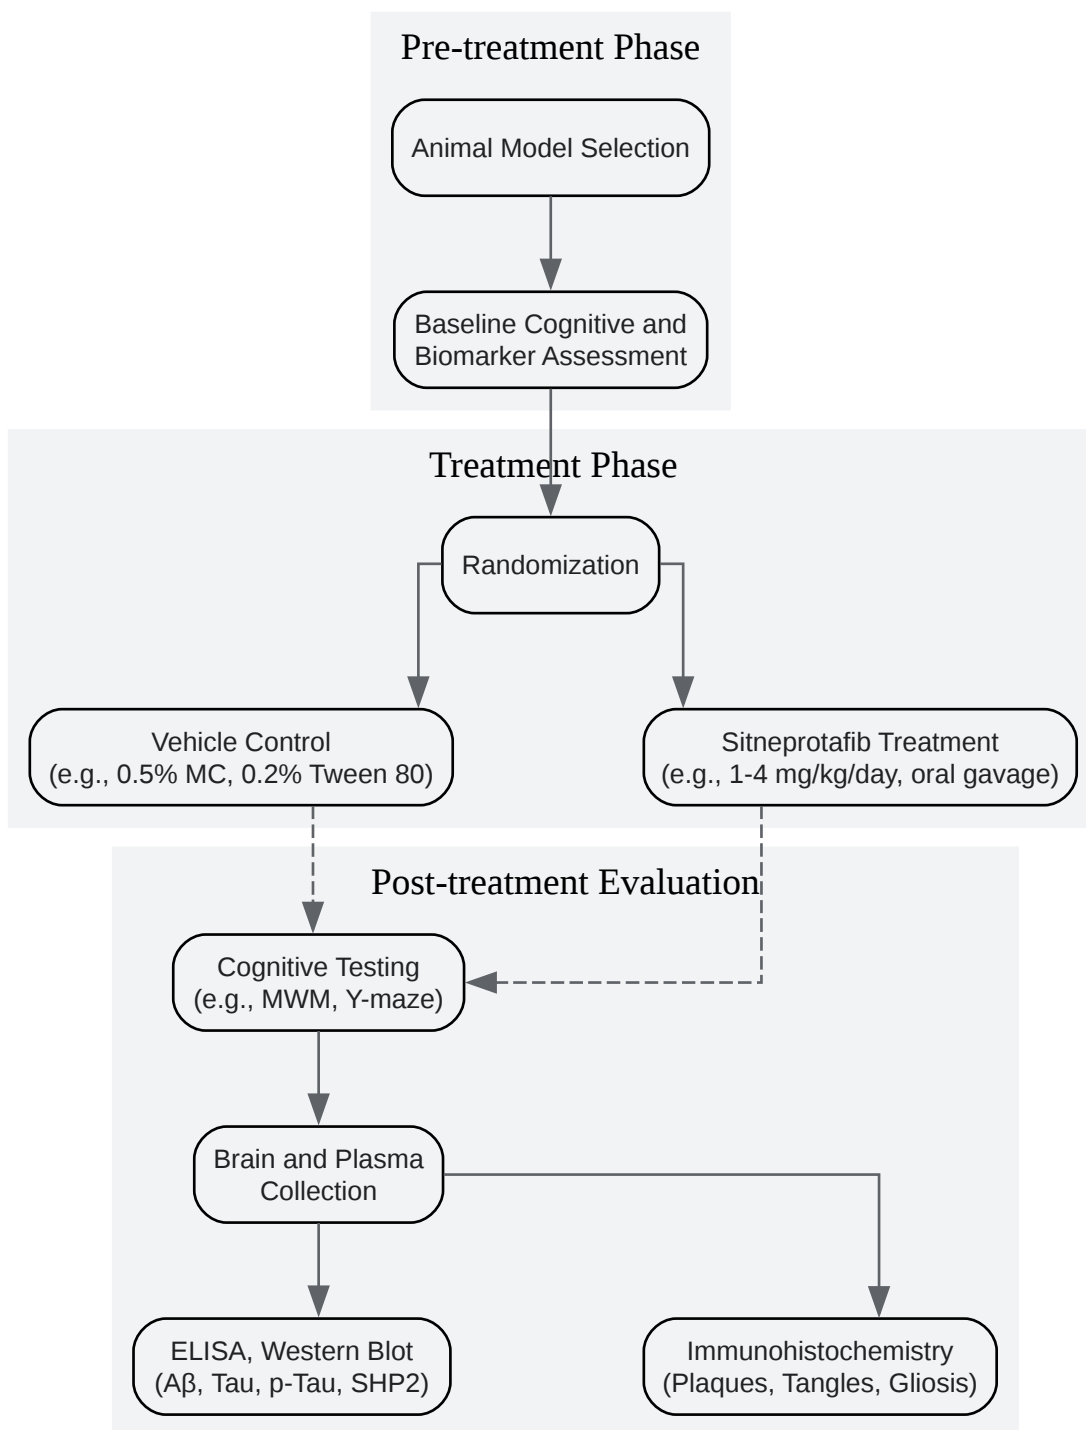 Pre-treatment Phase
Animal Model Selection
Baseline Cognitive and
Biomarker Assessment
Treatment Phase
Randomization
Vehicle Control
(e.g., 0.5% MC, 0.2% Tween 80)
Sitneprotafib Treatment
(e.g., 1-4 mg/kg/day, oral gavage)
Post-treatment Evaluation
Cognitive Testing
(e.g., MWM, Y-maze)
Brain and Plasma
Collection
ELISA, Western Blot
(Aβ, Tau, p-Tau, SHP2)
Immunohistochemistry
(Plaques, Tangles, Gliosis)